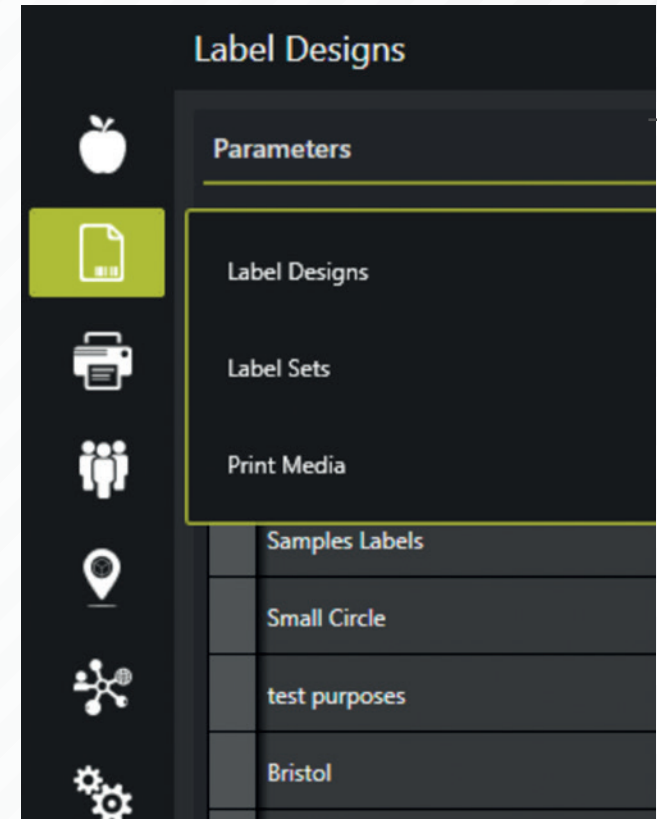 Label Designs
Parameters
Label Designs
Label Sets
Print Media
Samples Labels
Small Circle
test purposes
Bristol